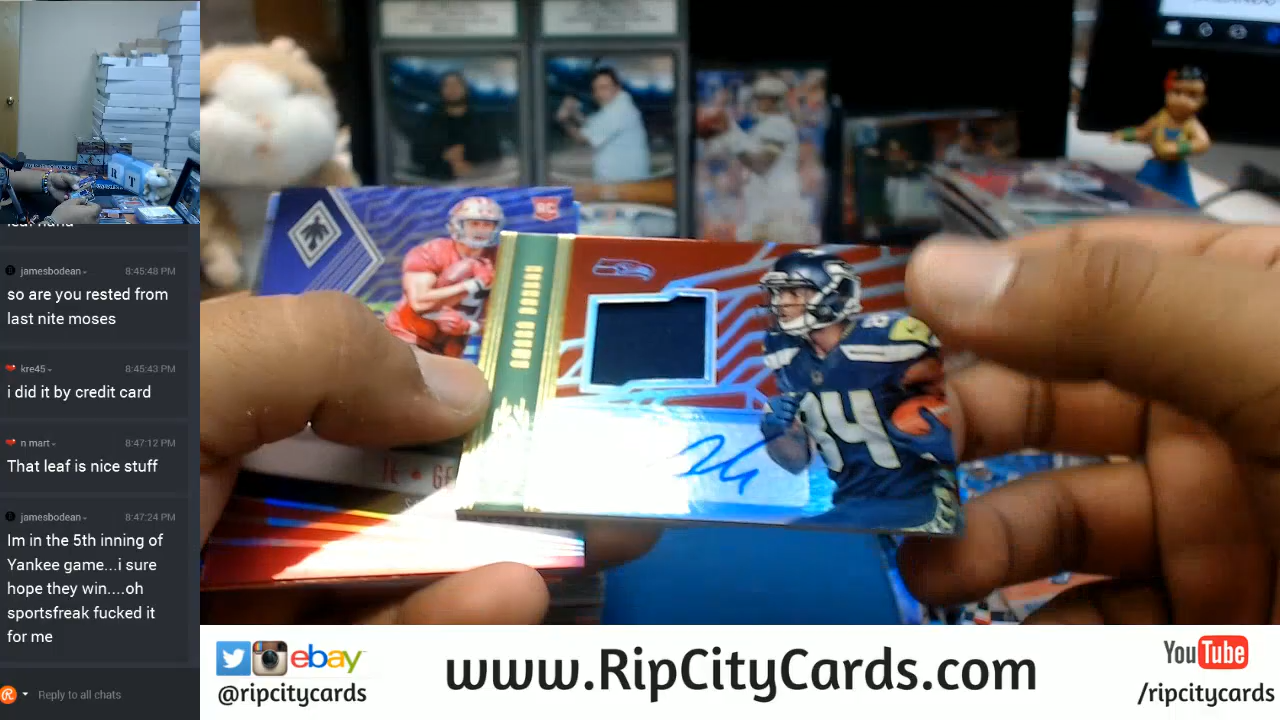 jamesbodean
8:45:48 PM
so are you rested from
last nite moses
kre45
8:45:43 PM
i did it by credit card
n mart
8:47:12 PM
That leaf is nice stuff
jamesbodean
8:47:24 PM
Im in the 5th inning of
Yankee game...i sure
hope they win....oh
sportsfreak fucked it
for me
Reply to all chats
RC
84
R T
ebay
@ripcitycards
www.RipCityCards.com
YouTube
/ripcitycards